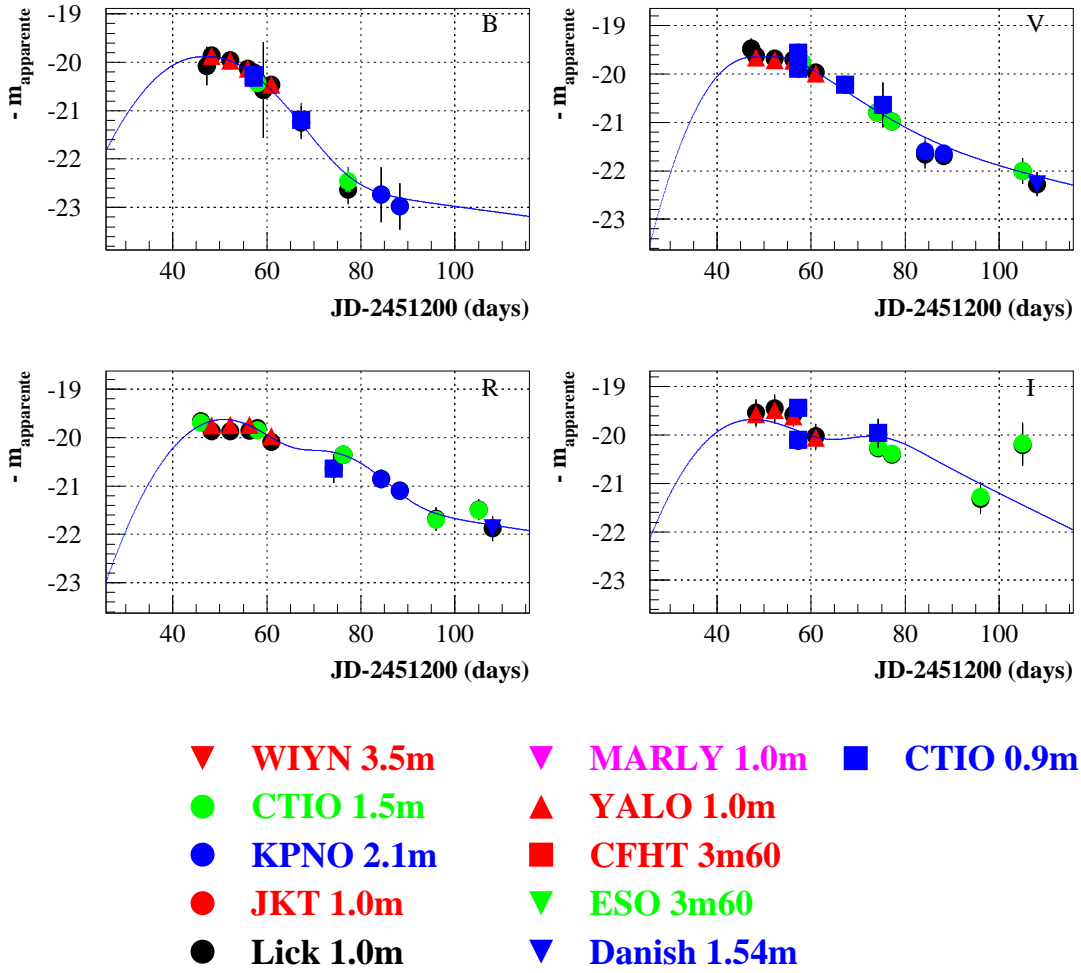 B
- m apparente
-19
-20
-21
-22
-23
40 60 80 100
JD-2451200 (days)
V
- m apparente
-19
-20
-21
-22
-23
40 60 80 100
JD-2451200 (days)
R
- m apparente
-19
-20
-21
-22
-23
40 60 80 100
JD-2451200 (days)
I
- m apparente
-19
-20
-21
-22
-23
40 60 80 100
JD-2451200 (days)
WIYN 3.5m
MARLY 1.0m
CTIO 0.9m
CTIO 1.5m
YALO 1.0m
KPNO 2.1m
CFHT 3m60
JKT 1.0m
ESO 3m60
Lick 1.0m
Danish 1.54m